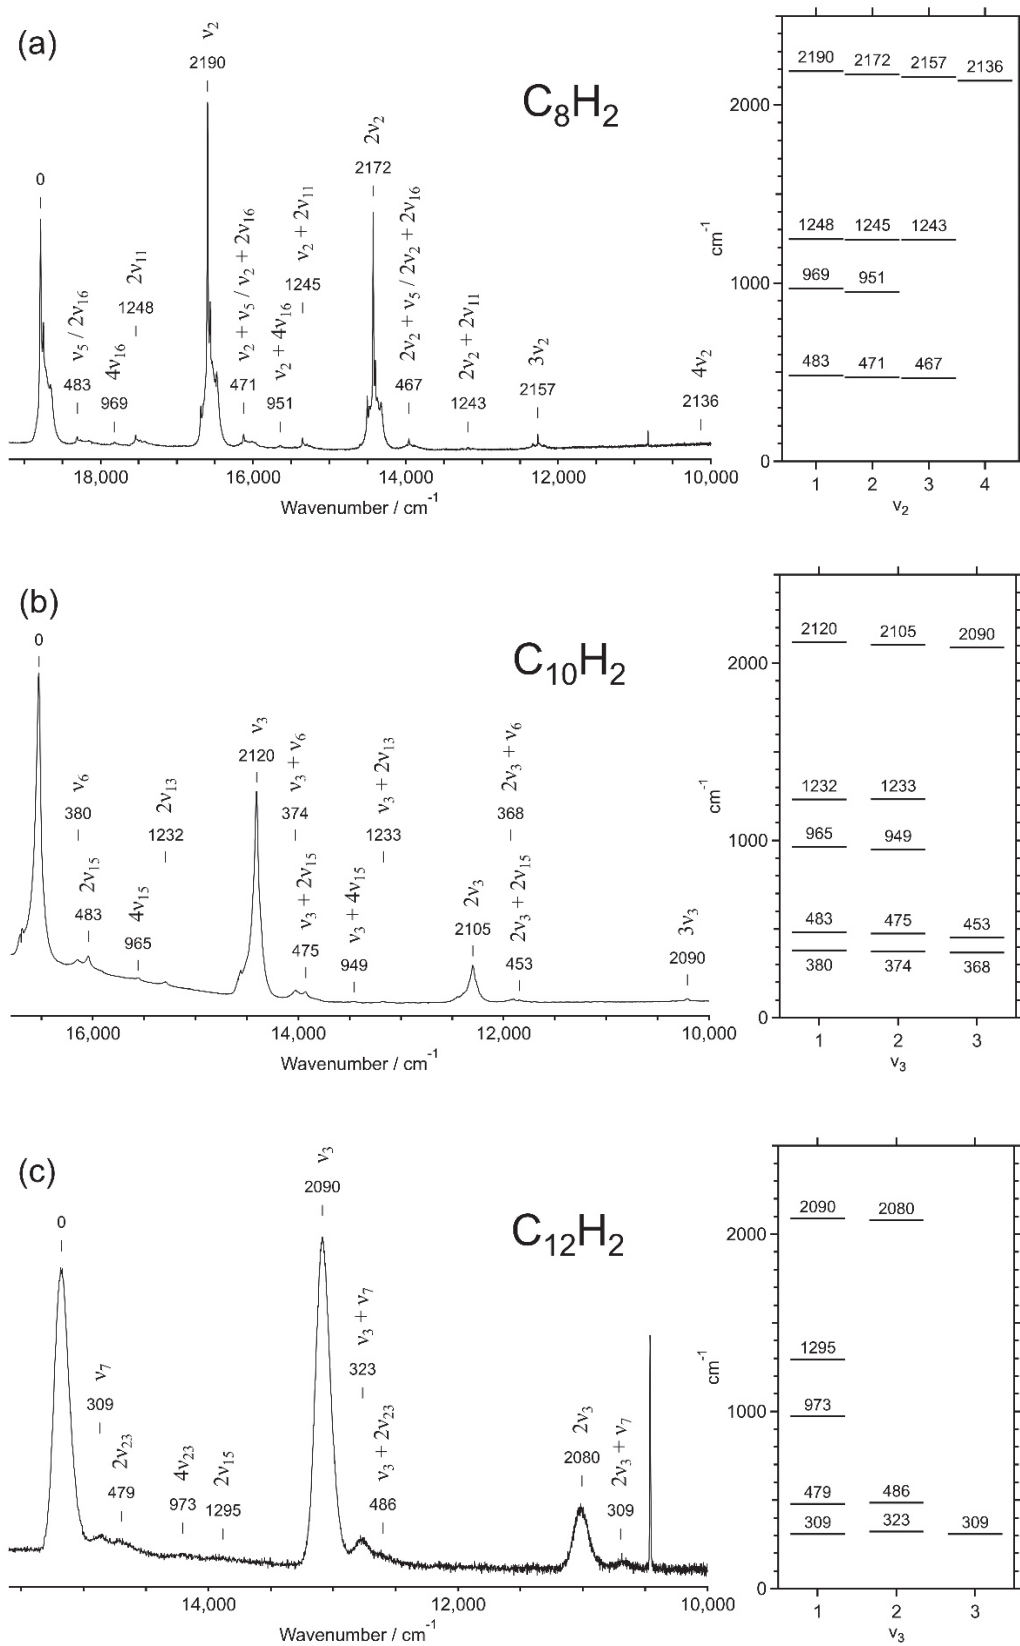 (a)
C₈H₂
0
ν₅ / 2ν₁₆
483
4ν₁₆
969
2ν₁₁
1248
ν₂
2190
ν₂ + ν₅ / ν₂ + 2ν₁₆
471
ν₂ + 4ν₁₆
951
ν₂ + 2ν₁₁
1245
2ν₂
2172
2ν₂ + ν₅ / 2ν₂ + 2ν₁₆
467
2ν₂ + 2ν₁₁
1243
3ν₂
2157
4ν₂
2136
18,000 16,000 14,000 12,000 10,000
Wavenumber / cm⁻¹
2190 2172 2157 2136
2000
1248 1245 1243
cm⁻¹
1000
969 951
483 471 467
0
1 2 3 4
v₂
(b)
C₁₀H₂
0
ν₆
380
2ν₁₅
483
4ν₁₅
965
2ν₁₃
1232
ν₃
2120
ν₃ + ν₆
374
ν₃ + 2ν₁₅
475
ν₃ + 4ν₁₅
949
ν₃ + 2ν₁₃
1233
2ν₃
2105
2ν₃ + ν₆
368
2ν₃ + 2ν₁₅
453
3ν₃
2090
16,000 14,000 12,000 10,000
Wavenumber / cm⁻¹
2120 2105 2090
2000
1232 1233
cm⁻¹
1000
965 949
483 475 453
380 374 368
0
1 2 3
v₃
(c)
C₁₂H₂
0
ν₇
309
2ν₂₃
479
4ν₂₃
973
2ν₁₅
1295
ν₃
2090
ν₃ + ν₇
323
ν₃ + 2ν₂₃
486
2ν₃
2080
2ν₃ + ν₇
309
14,000 12,000 10,000
Wavenumber / cm⁻¹
2090 2080
2000
1295
cm⁻¹
1000
973
479 486
309 323 309
0
1 2 3
v₃